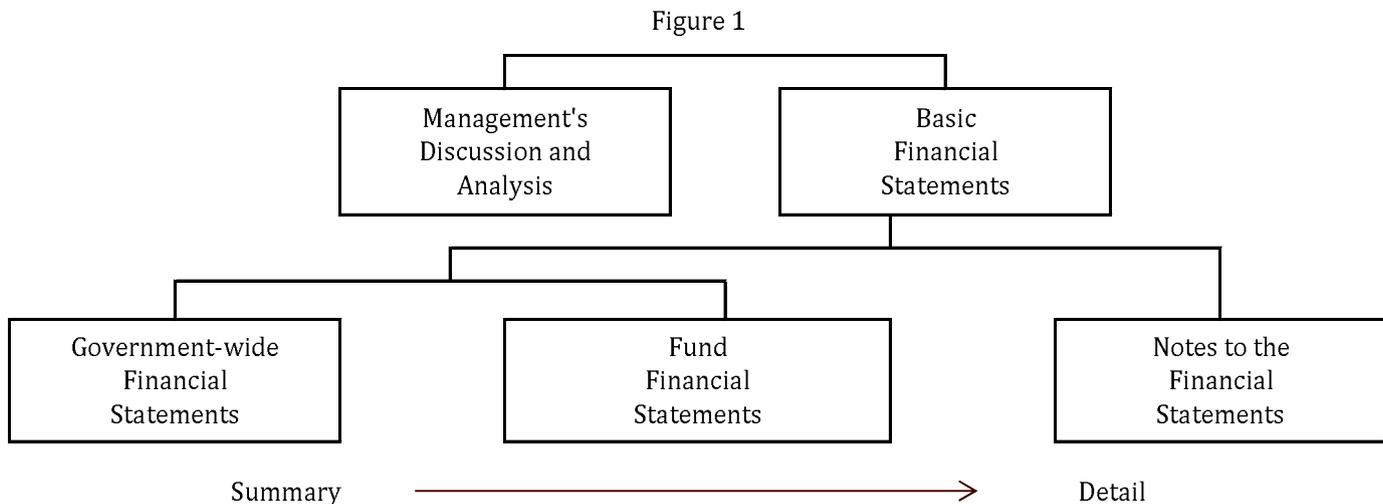 Figure 1
Management's
Discussion and
Analysis
Basic
Financial
Statements
Government-wide
Financial
Statements
Fund
Financial
Statements
Notes to the
Financial
Statements
Summary
Detail